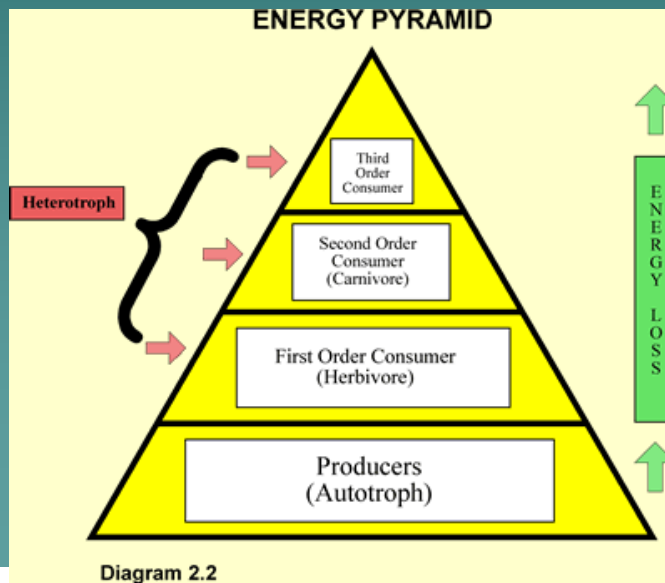 ENERGY PYRAMID
Third
Order
Consumer
Heterotroph
Second Order
Consumer
(Carnivore)
First Order Consumer
(Herbivore)
Producers
(Autotroph)
ENERGY LOSS
Diagram 2.2